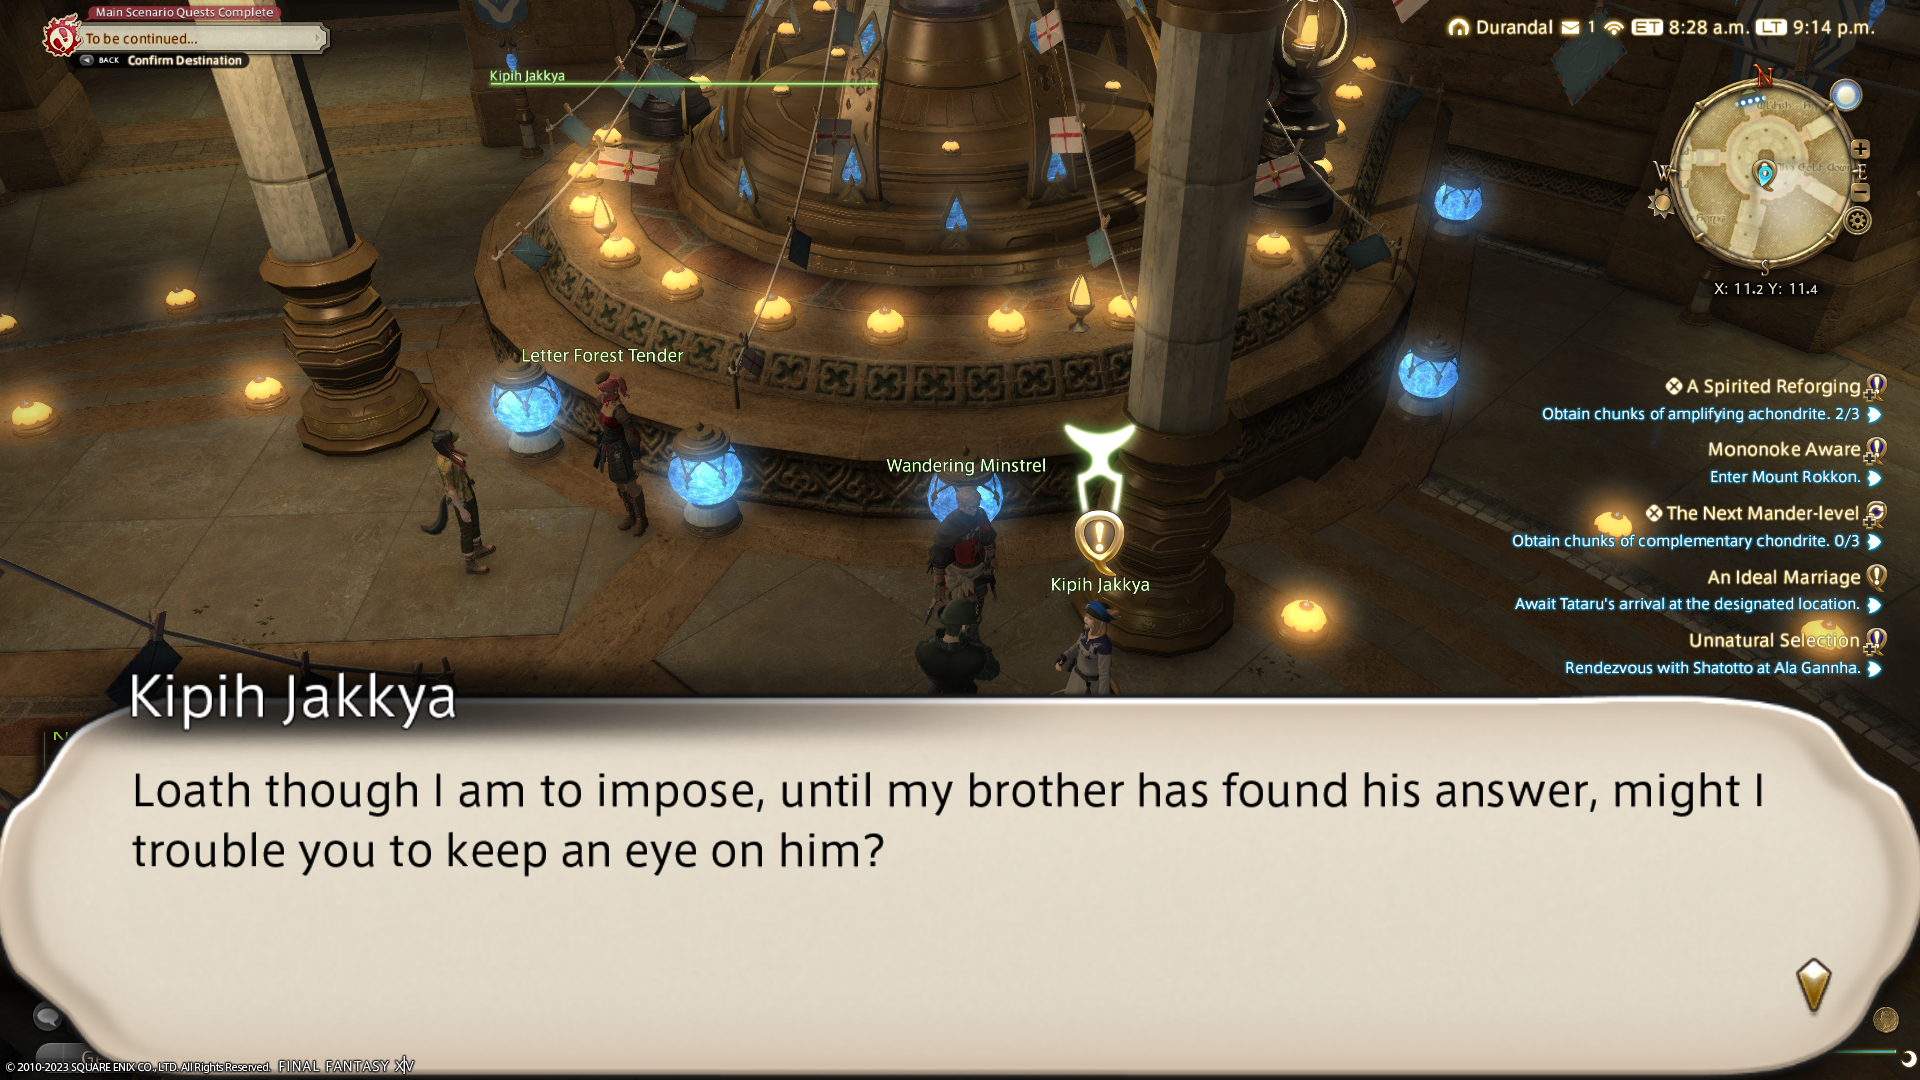 Main Scenario Quests Complete
To be continued...
BACK Confirm Destination
Durandal 1 ET 8:28 a.m. LT 9:14 p.m.
Kipih Jakkya
N
W
E
S
X: 11.2 Y: 11.4
Letter Forest Tender
Wandering Minstrel
Kipih Jakkya
A Spirited Reforging
Obtain chunks of amplifying achondrite. 2/3
Mononoke Aware
Enter Mount Rokkon.
The Next Mander-level
Obtain chunks of complementary chondrite. 0/3
An Ideal Marriage
Await Tataru's arrival at the designated location.
Unnatural Selection
Rendezvous with Shatotto at Ala Gannha.
Kipih Jakkya
Loath though I am to impose, until my brother has found his answer, might I
trouble you to keep an eye on him?
© 2010-2023 SQUARE ENIX CO., LTD. All Rights Reserved. FINAL FANTASY XIV